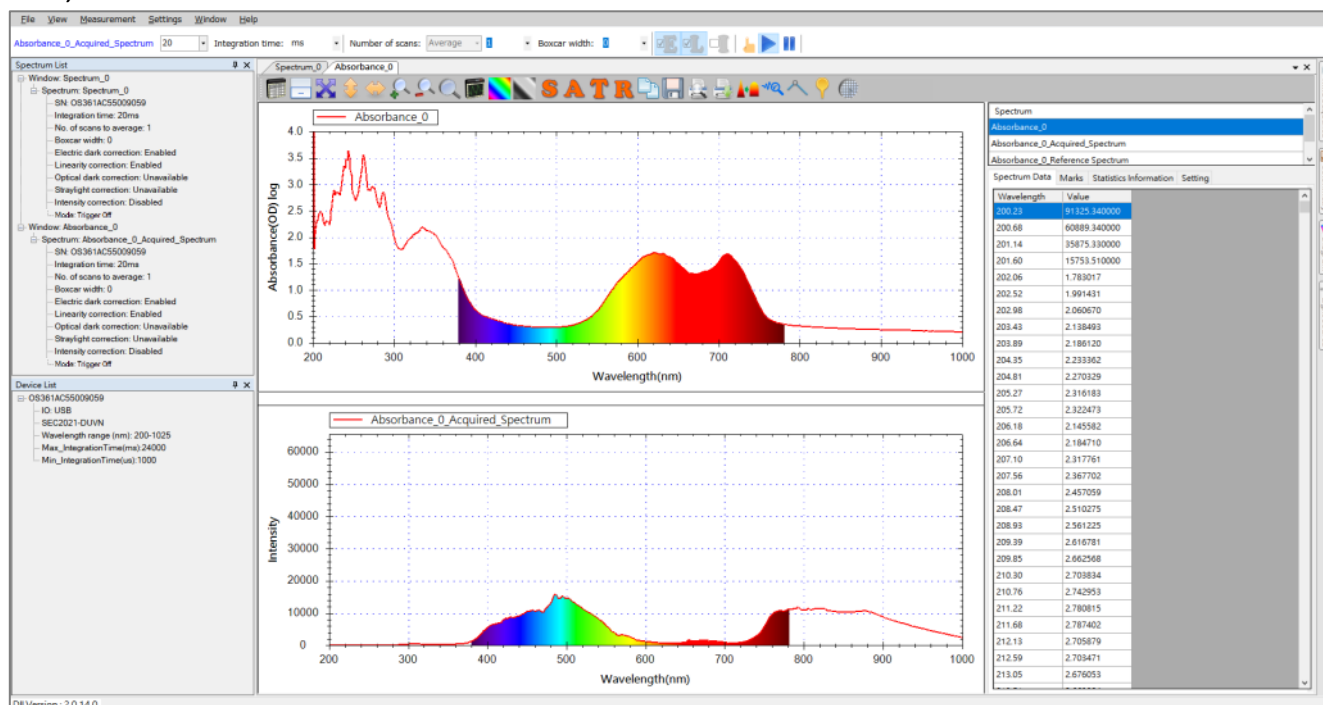 File View Measurement Settings Window Help
Absorbance_0_Acquired_Spectrum 20 Integration time: ms Number of scans: Average 1 Boxcar width: 0
Spectrum List
Window: Spectrum_0
Spectrum: Spectrum_0
SN: OS361AC55009059
Integration time: 20ms
No. of scans to average: 1
Boxcar width: 0
Electric dark correction: Enabled
Linearity correction: Enabled
Optical dark correction: Unavailable
Straylight correction: Unavailable
Intensity correction: Disabled
Mode: Trigger Off
Window: Absorbance_0
Spectrum: Absorbance_0_Acquired_Spectrum
SN: OS361AC55009059
Integration time: 20ms
No. of scans to average: 1
Boxcar width: 0
Electric dark correction: Enabled
Linearity correction: Enabled
Optical dark correction: Unavailable
Straylight correction: Unavailable
Intensity correction: Disabled
Mode: Trigger Off
Device List
OS361AC55009059
IO: USB
SEC2021-DUVN
Wavelength range (nm): 200-1025
Max_IntegrationTime(ms):24000
Min_IntegrationTime(us):1000
Spectrum_0 Absorbance_0
S A T R
Absorbance_0
Absorbance(OD) log
4.0
3.5
3.0
2.5
2.0
1.5
1.0
0.5
0.0
200 300 400 500 600 700 800 900 1000
Wavelength(nm)
Absorbance_0_Acquired_Spectrum
Intensity
60000
50000
40000
30000
20000
10000
0
200 300 400 500 600 700 800 900 1000
Wavelength(nm)
Spectrum
Absorbance_0
Absorbance_0_Acquired_Spectrum
Absorbance_0_Reference Spectrum
Spectrum Data Marks Statistics Information Setting
Wavelength Value
200.23 91325.340000
200.68 60889.340000
201.14 35875.330000
201.60 15753.510000
202.06 1.783017
202.52 1.991431
202.98 2.060670
203.43 2.138493
203.89 2.186120
204.35 2.233362
204.81 2.270329
205.27 2.316183
205.72 2.322473
206.18 2.145582
206.64 2.184710
207.10 2.317761
207.56 2.367702
208.01 2.457059
208.47 2.510275
208.93 2.561225
209.39 2.616781
209.85 2.662568
210.30 2.703834
210.76 2.742953
211.22 2.780815
211.68 2.787402
212.13 2.705879
212.59 2.703471
213.05 2.676053